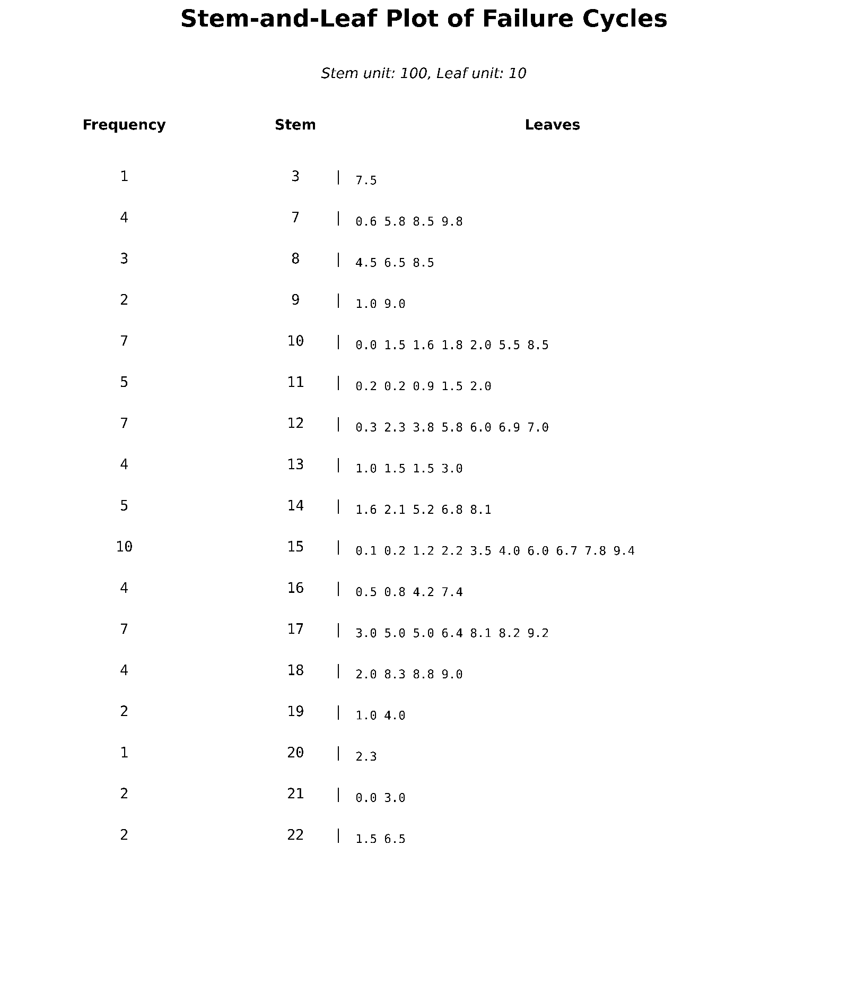 Stem-and-Leaf Plot of Failure Cycles
Stem unit: 100, Leaf unit: 10
Frequency Stem Leaves
1 3 | 7.5
4 7 | 0.6 5.8 8.5 9.8
3 8 | 4.5 6.5 8.5
2 9 | 1.0 9.0
7 10 | 0.0 1.5 1.6 1.8 2.0 5.5 8.5
5 11 | 0.2 0.2 0.9 1.5 2.0
7 12 | 0.3 2.3 3.8 5.8 6.0 6.9 7.0
4 13 | 1.0 1.5 1.5 3.0
5 14 | 1.6 2.1 5.2 6.8 8.1
10 15 | 0.1 0.2 1.2 2.2 3.5 4.0 6.0 6.7 7.8 9.4
4 16 | 0.5 0.8 4.2 7.4
7 17 | 3.0 5.0 5.0 6.4 8.1 8.2 9.2
4 18 | 2.0 8.3 8.8 9.0
2 19 | 1.0 4.0
1 20 | 2.3
2 21 | 0.0 3.0
2 22 | 1.5 6.5